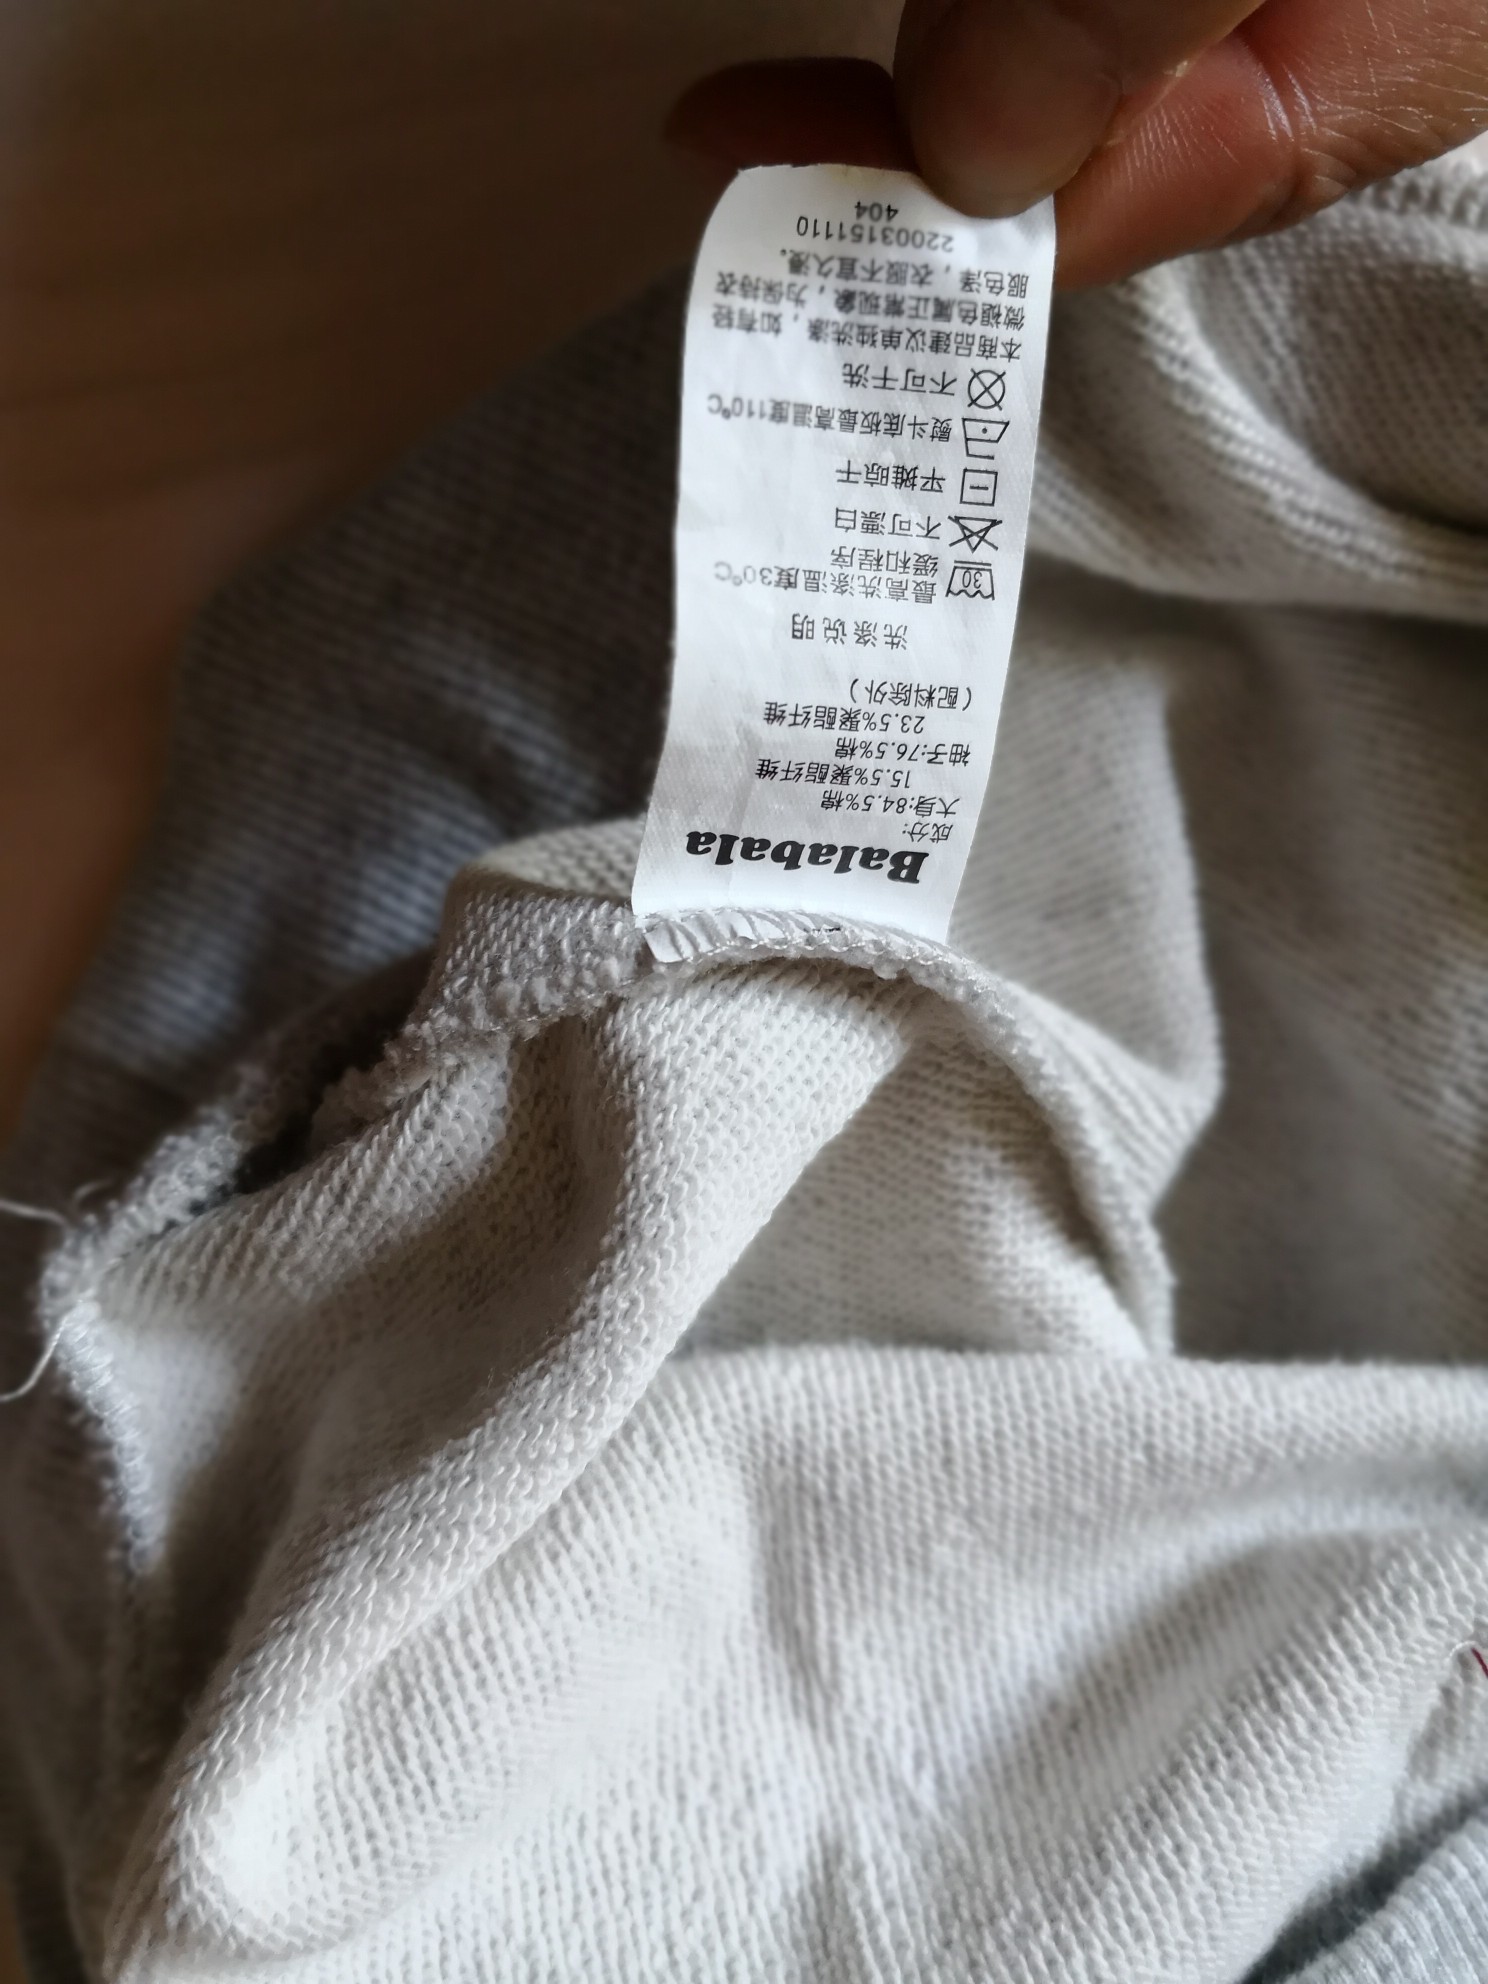 Balabala
成分:
大身:84.5%棉
15.5%聚酯纤维
袖子:76.5%棉
23.5%聚酯纤维
(配料除外)
洗涤说明
30 最高洗涤温度30℃
缓和程序
不可漂白
平摊晾干
熨斗底板最高温度110℃
不可干洗
本商品建议单独洗涤,如有轻
微褪色属正常现象,为保持衣
服色泽,衣服不宜久浸。
22003151110
404